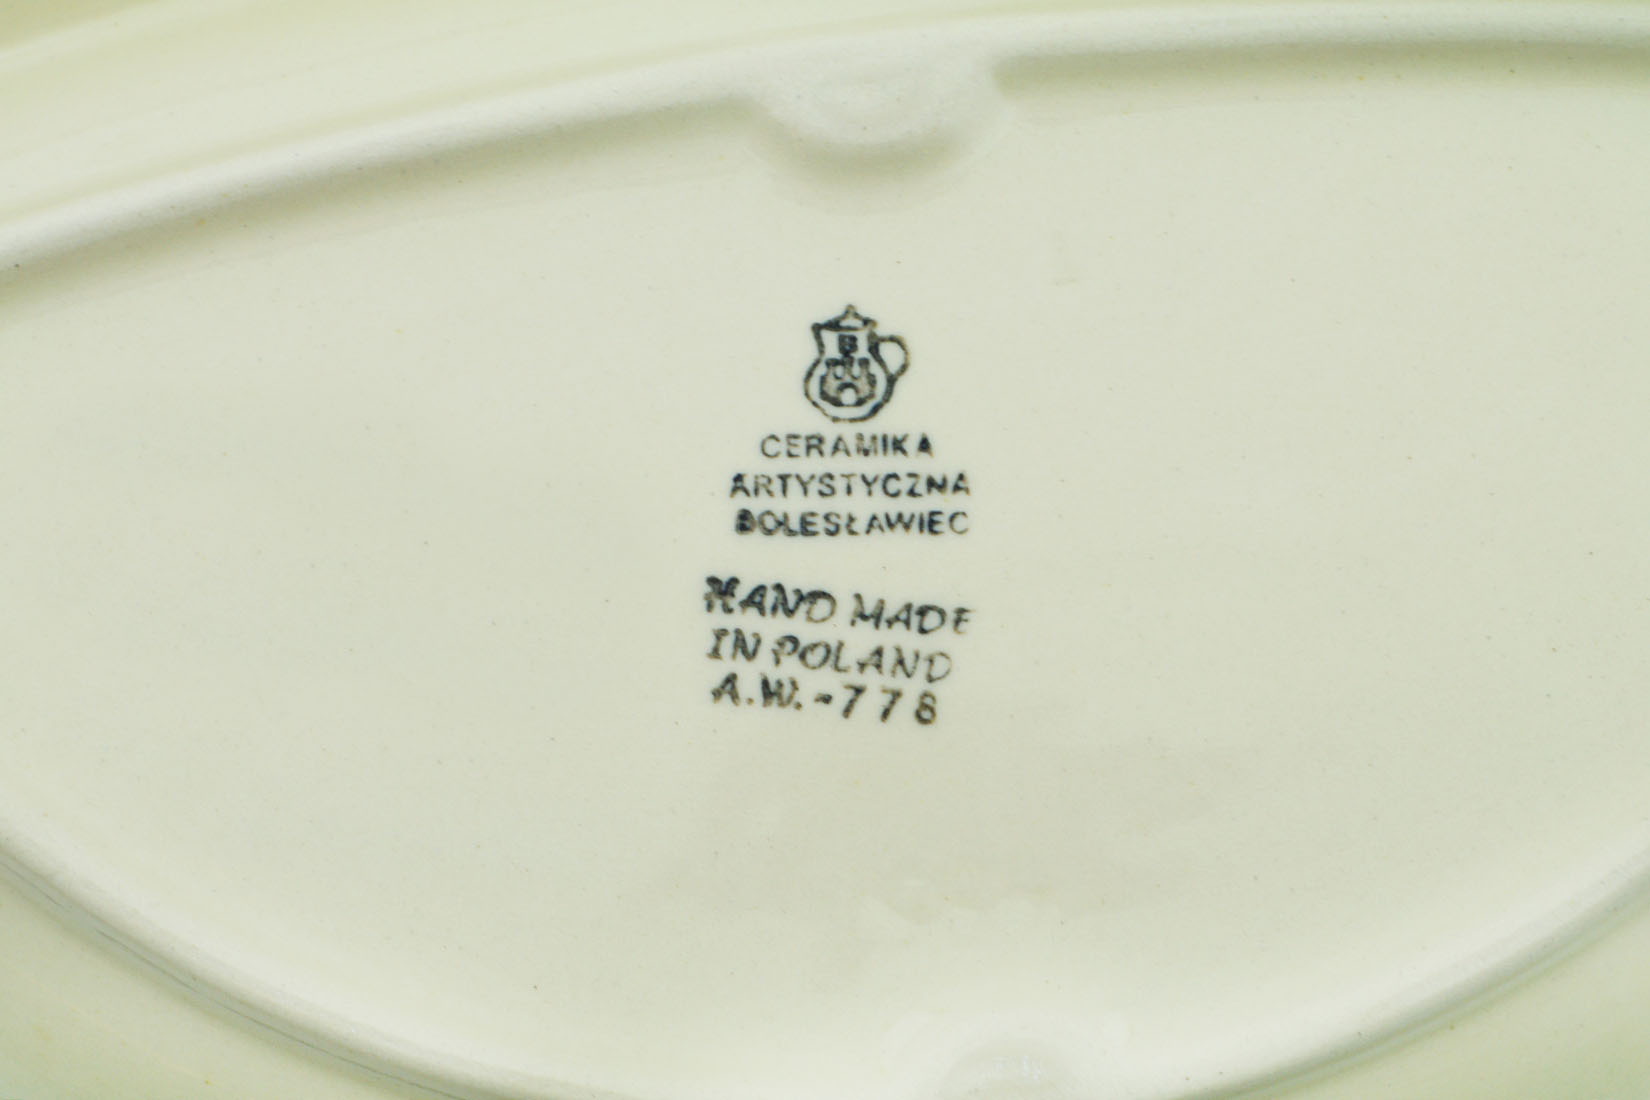 B
CERAMIKA
ARTYSTYCZNA
BOLESŁAWIEC
HAND MADE
IN POLAND
A.W.-778